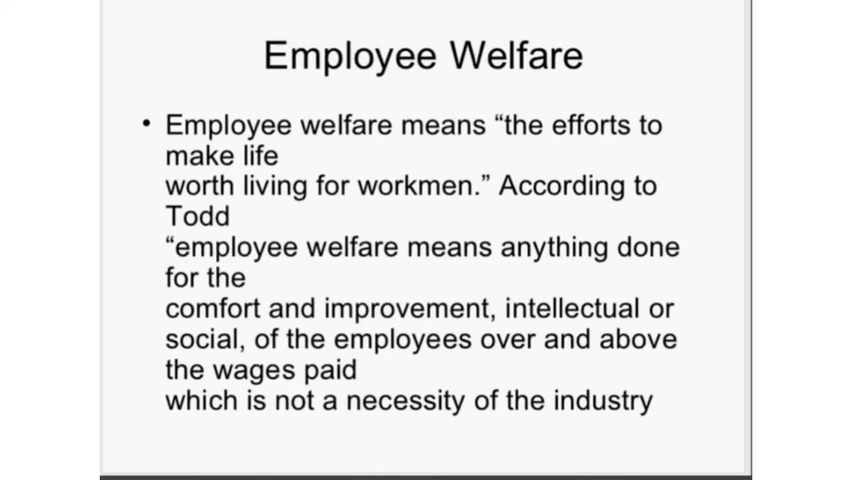 Employee Welfare
• Employee welfare means “the efforts to
make life
worth living for workmen.” According to
Todd
“employee welfare means anything done
for the
comfort and improvement, intellectual or
social, of the employees over and above
the wages paid
which is not a necessity of the industry